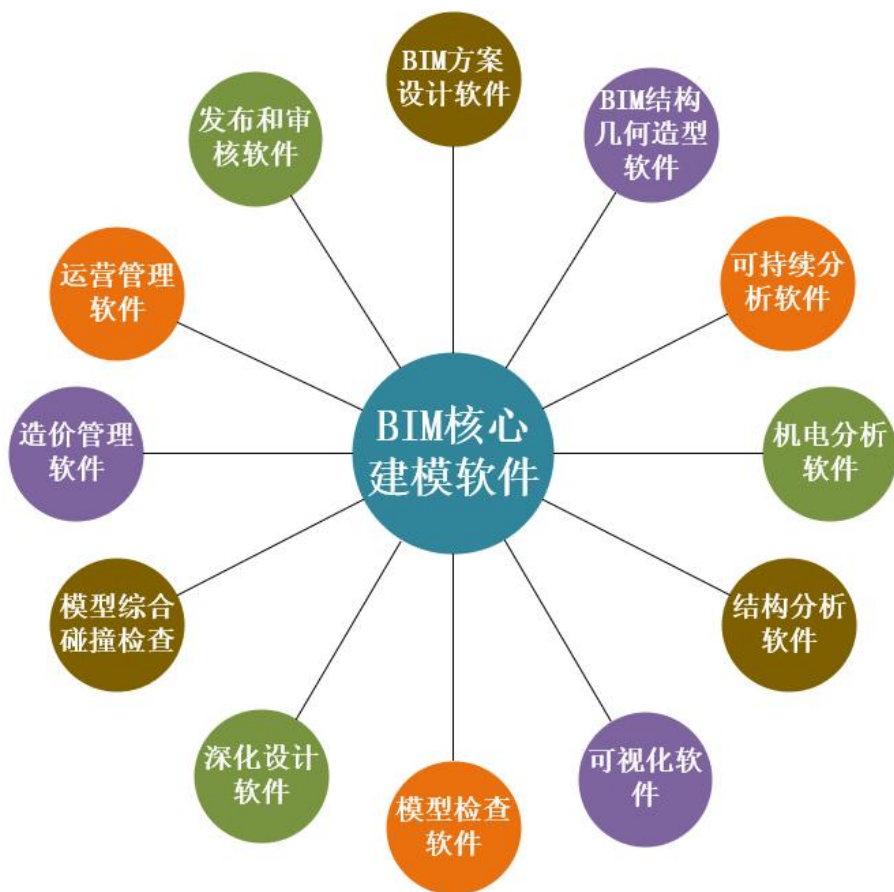 BIM方案
设计软件
BIM结构
几何造型
软件
可持续分
析软件
机电分析
软件
结构分析
软件
可视化软
件
模型检查
软件
深化设计
软件
模型综合
碰撞检查
造价管理
软件
运营管理
软件
发布和审
核软件
BIM核心
建模软件